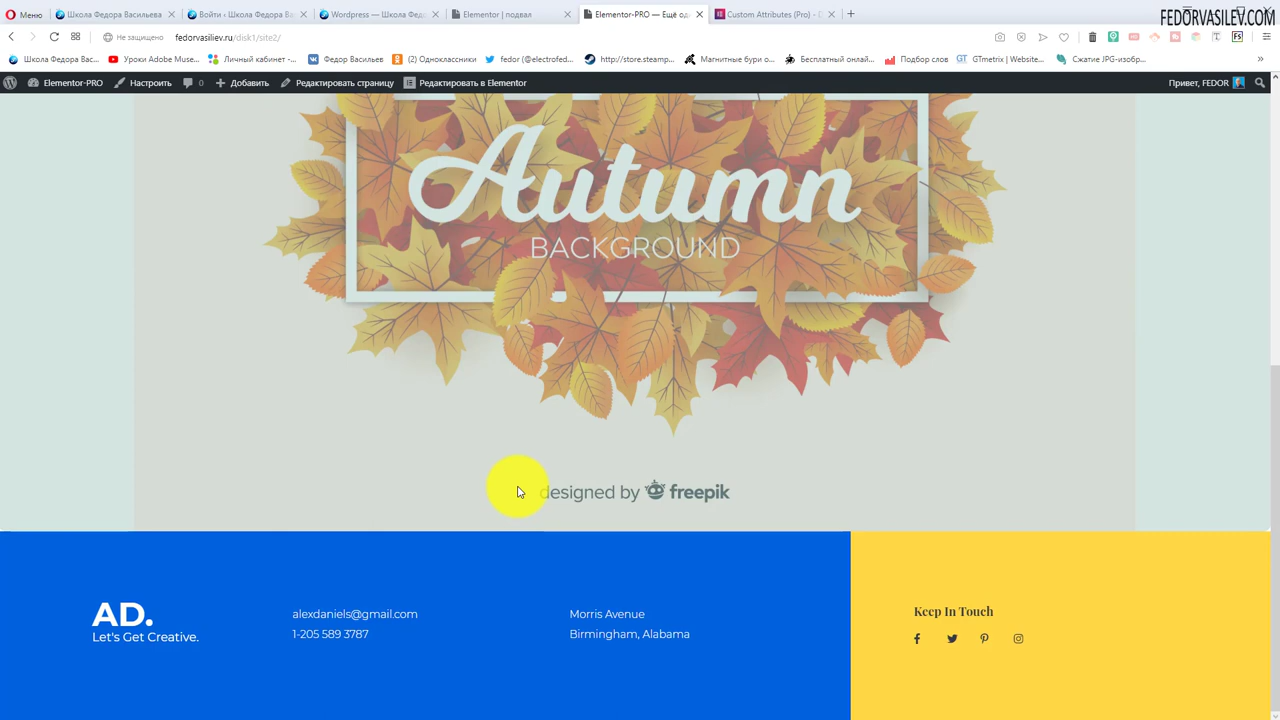 Меню
Школа Федора Васильева
Войти ‹ Школа Федора Ва
Wordpress — Школа Федо
Elementor | подвал
Elementor-PRO — Ещё од
Custom Attributes (Pro) - D
FEDORVASILEV.COM
Не защищено
fedorvasiliev.ru/disk1/site2/
Школа Федора Вас...
Уроки Adobe Muse...
Личный кабинет -...
Федор Васильев
(2) Одноклассники
fedor (@electrofed...
http://store.steamp...
Магнитные бури о...
Бесплатный онлай...
Подбор слов
GTmetrix | Website...
Сжатие JPG-изобр...
Elementor-PRO
Настроить
0
Добавить
Редактировать страницу
Редактировать в Elementor
Привет, FEDOR
Autumn
BACKGROUND
designed by freepik
AD.
Let's Get Creative.
alexdaniels@gmail.com
1-205 589 3787
Morris Avenue
Birmingham, Alabama
Keep In Touch